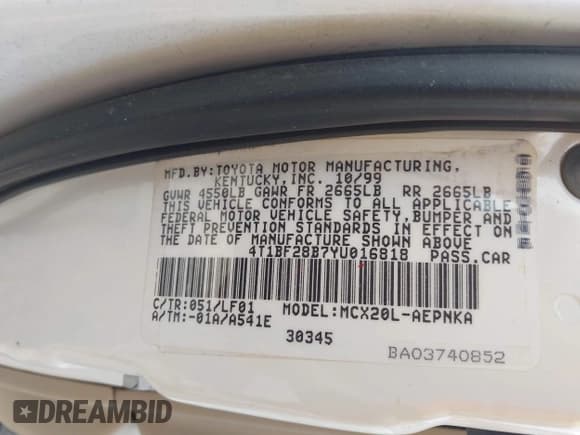 MFD.BY:TOYOTA MOTOR MANUFACTURING,
KENTUCKY, INC. 10/99
GVWR 4550LB GAWR FR 2665LB RR 2665LB
THIS VEHICLE CONFORMS TO ALL APPLICABLE
FEDERAL MOTOR VEHICLE SAFETY, BUMPER AND
THEFT PREVENTION STANDARDS IN EFFECT ON
THE DATE OF MANUFACTURE SHOWN ABOVE
4T1BF28B7YU016818 PASS.CAR
C/TR:051/LF01 MODEL:MCX20L-AEPNKA
A/TM:-01A/A541E
30345
BA03740852
DREAMBID